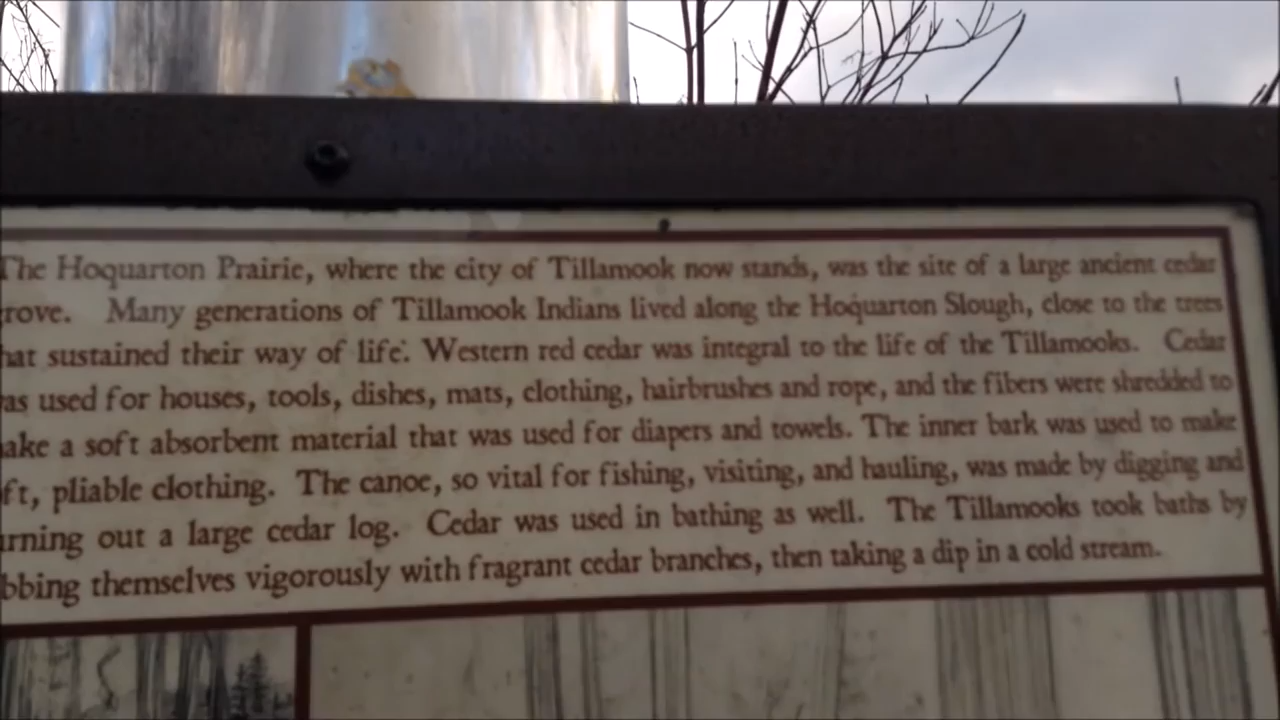 The Hoquarton Prairie, where the city of Tillamook now stands, was the site of a large ancient cedar
rove. Many generations of Tillamook Indians lived along the Hoquarton Slough, close to the trees
hat sustained their way of life. Western red cedar was integral to the life of the Tillamooks. Cedar
as used for houses, tools, dishes, mats, clothing, hairbrushes and rope, and the fibers were shredded to
ake a soft absorbent material that was used for diapers and towels. The inner bark was used to make
ft, pliable clothing. The canoe, so vital for fishing, visiting, and hauling, was made by digging and
urning out a large cedar log. Cedar was used in bathing as well. The Tillamooks took baths by
bbing themselves vigorously with fragrant cedar branches, then taking a dip in a cold stream.